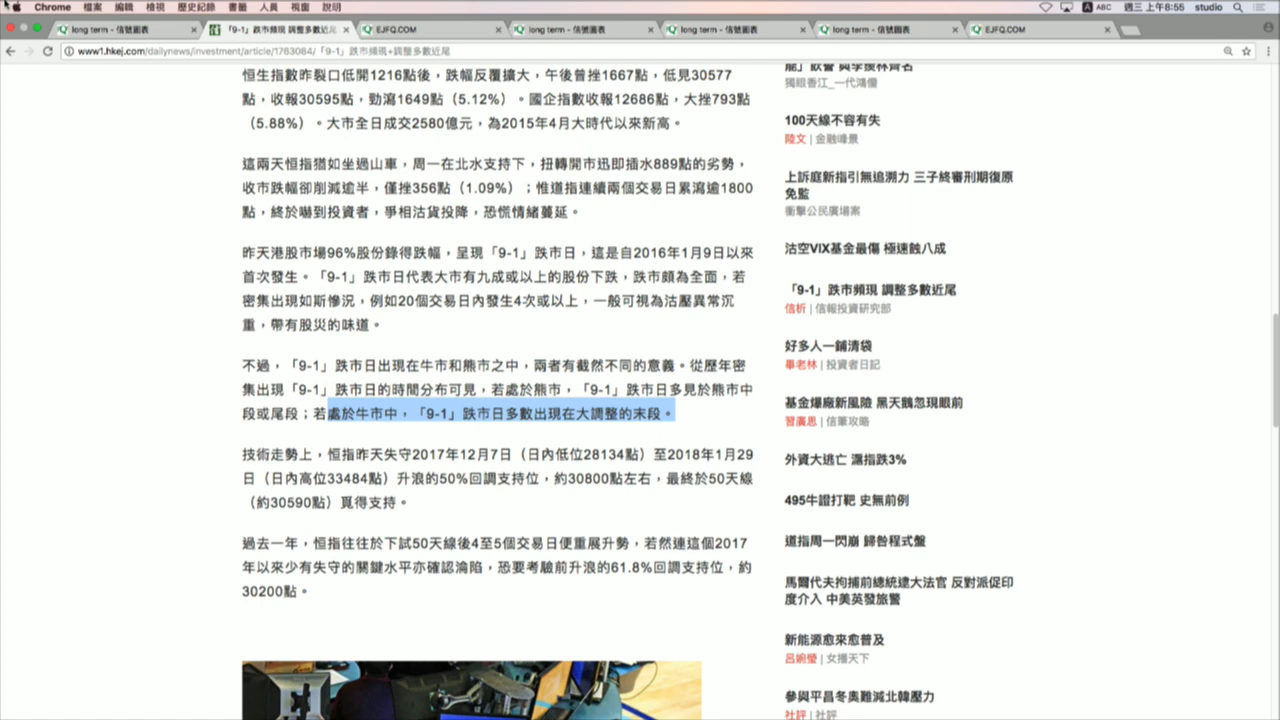 Chrome 檔案 編輯 檢視 歷史記錄 書籤 人員 視窗 說明 A ABC 週三 上午8:55 studio
long term - 信號圖表 「9-1」跌市頻現 調整多數近尾 EJFQ.COM long term - 信號圖表 long term - 信號圖表 long term - 信號圖表 EJFQ.COM
www1.hkej.com/dailynews/investment/article/1763084/「9-1」跌市頻現+調整多數近尾
恒生指數昨裂口低開1216點後，跌幅反覆擴大，午後曾挫1667點，低見30577
點，收報30595點，勁瀉1649點（5.12%）。國企指數收報12686點，大挫793點
（5.88%）。大市全日成交2580億元，為2015年4月大時代以來新高。
這兩天恒指猶如坐過山車，周一在北水支持下，扭轉開市迅即插水889點的劣勢，
收市跌幅卻削減逾半，僅挫356點（1.09%）；惟道指連續兩個交易日累瀉逾1800
點，終於嚇到投資者，爭相沽貨投降，恐慌情緒蔓延。
昨天港股市場96%股份錄得跌幅，呈現「9-1」跌市日，這是自2016年1月9日以來
首次發生。「9-1」跌市日代表大市有九成或以上的股份下跌，跌市頗為全面，若
密集出現如斯慘況，例如20個交易日內發生4次或以上，一般可視為沽壓異常沉
重，帶有股災的味道。
不過，「9-1」跌市日出現在牛市和熊市之中，兩者有截然不同的意義。從歷年密
集出現「9-1」跌市日的時間分布可見，若處於熊市，「9-1」跌市日多見於熊市中
段或尾段；若處於牛市中，「9-1」跌市日多數出現在大調整的末段。
技術走勢上，恒指昨天失守2017年12月7日（日內低位28134點）至2018年1月29
日（日內高位33484點）升浪的50%回調支持位，約30800點左右，最終於50天線
（約30590點）覓得支持。
過去一年，恒指往往於下試50天線後4至5個交易日便重展升勢，若然連這個2017
年以來少有失守的關鍵水平亦確認淪陷，恐要考驗前升浪的61.8%回調支持位，約
30200點。
獨眼香江_一代鴻儒
100天線不容有失
陸文 | 金融峰景
上訴庭新指引無追溯力 三子終審刑期復原
免監
衝擊公民廣場案
沽空VIX基金最傷 極速蝕八成
「9-1」跌市頻現 調整多數近尾
信析 | 信報投資研究部
好多人一鋪清袋
畢老林 | 投資者日記
基金爆廠新風險 黑天鵝忽現眼前
習廣思 | 信筆攻略
外資大逃亡 滬指跌3%
495牛證打靶 史無前例
道指周一閃崩 歸咎程式盤
馬爾代夫拘捕前總統逮大法官 反對派促印
度介入 中美英發旅警
新能源愈來愈普及
呂婉瑩 | 女播天下
參與平昌冬奧難減北韓壓力
社評 | 社評